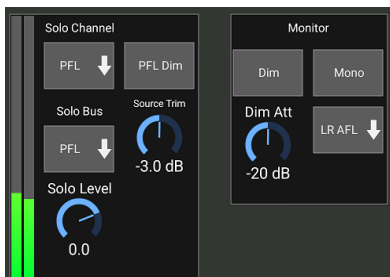 Solo Channel
PFL
PFL Dim
Solo Bus
Source Trim
PFL
-3.0 dB
Solo Level
0.0
Monitor
Dim
Mono
Dim Att
LR AFL
-20 dB